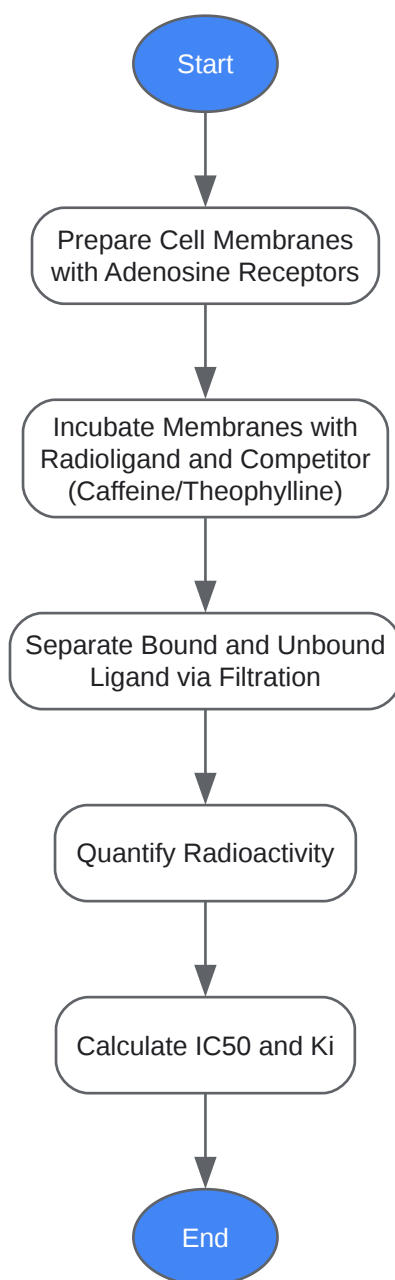 Start
Prepare Cell Membranes
with Adenosine Receptors
Incubate Membranes with
Radioligand and Competitor
(Caffeine/Theophylline)
Separate Bound and Unbound
Ligand via Filtration
Quantify Radioactivity
Calculate IC50 and Ki
End